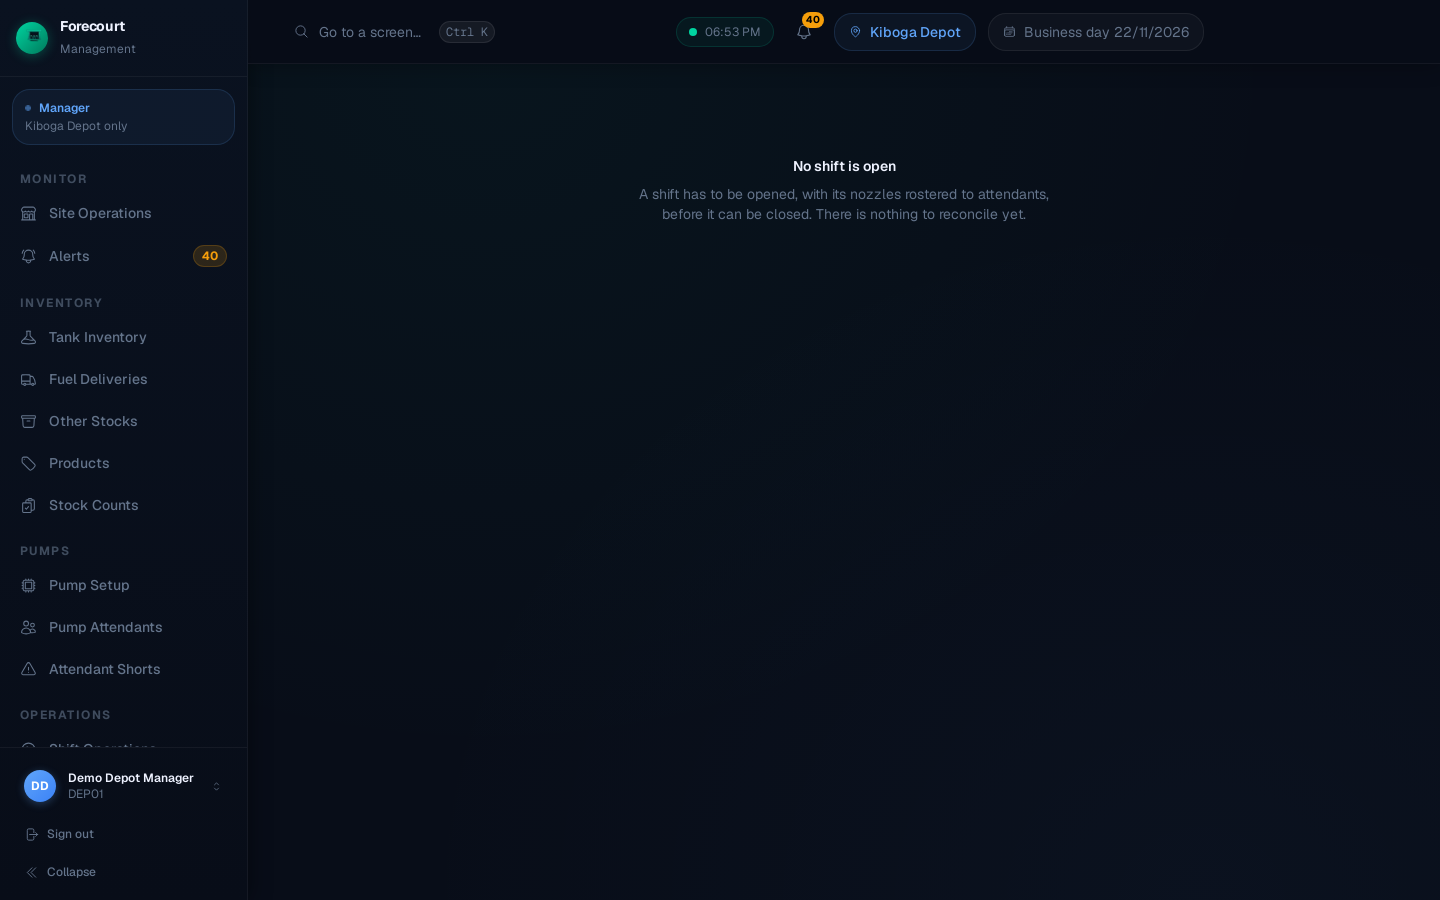 Forecourt
Management
Go to a screen...
Ctrl K
06:53 PM
40
Kiboga Depot
Business day 22/11/2026
Manager
Kiboga Depot only
MONITOR
Site Operations
Alerts
40
INVENTORY
Tank Inventory
Fuel Deliveries
Other Stocks
Products
Stock Counts
PUMPS
Pump Setup
Pump Attendants
Attendant Shorts
OPERATIONS
Shift Operations
DD
Demo Depot Manager
DEP01
Sign out
Collapse
No shift is open
A shift has to be opened, with its nozzles rostered to attendants,
before it can be closed. There is nothing to reconcile yet.